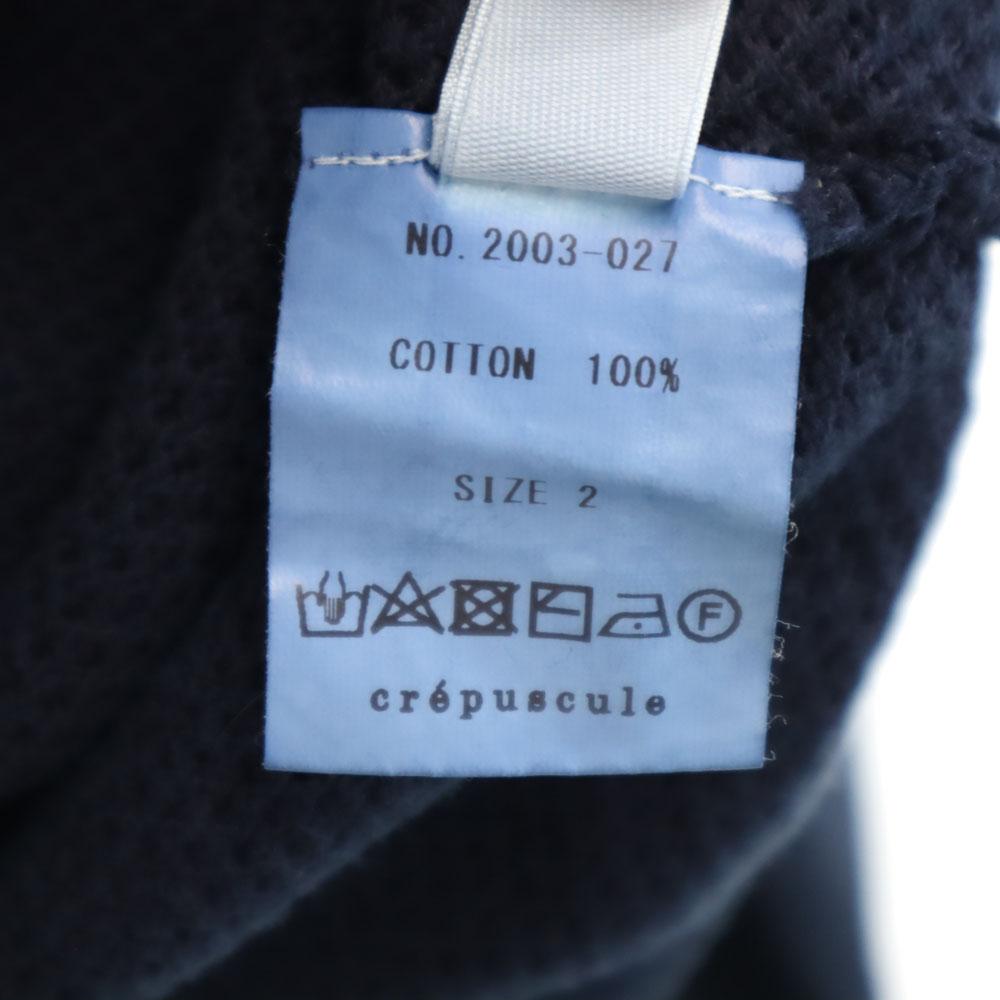 NO. 2003-027
COTTON 100%
SIZE 2
F
crépuscule